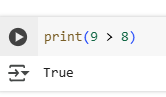 print(9 > 8)
True